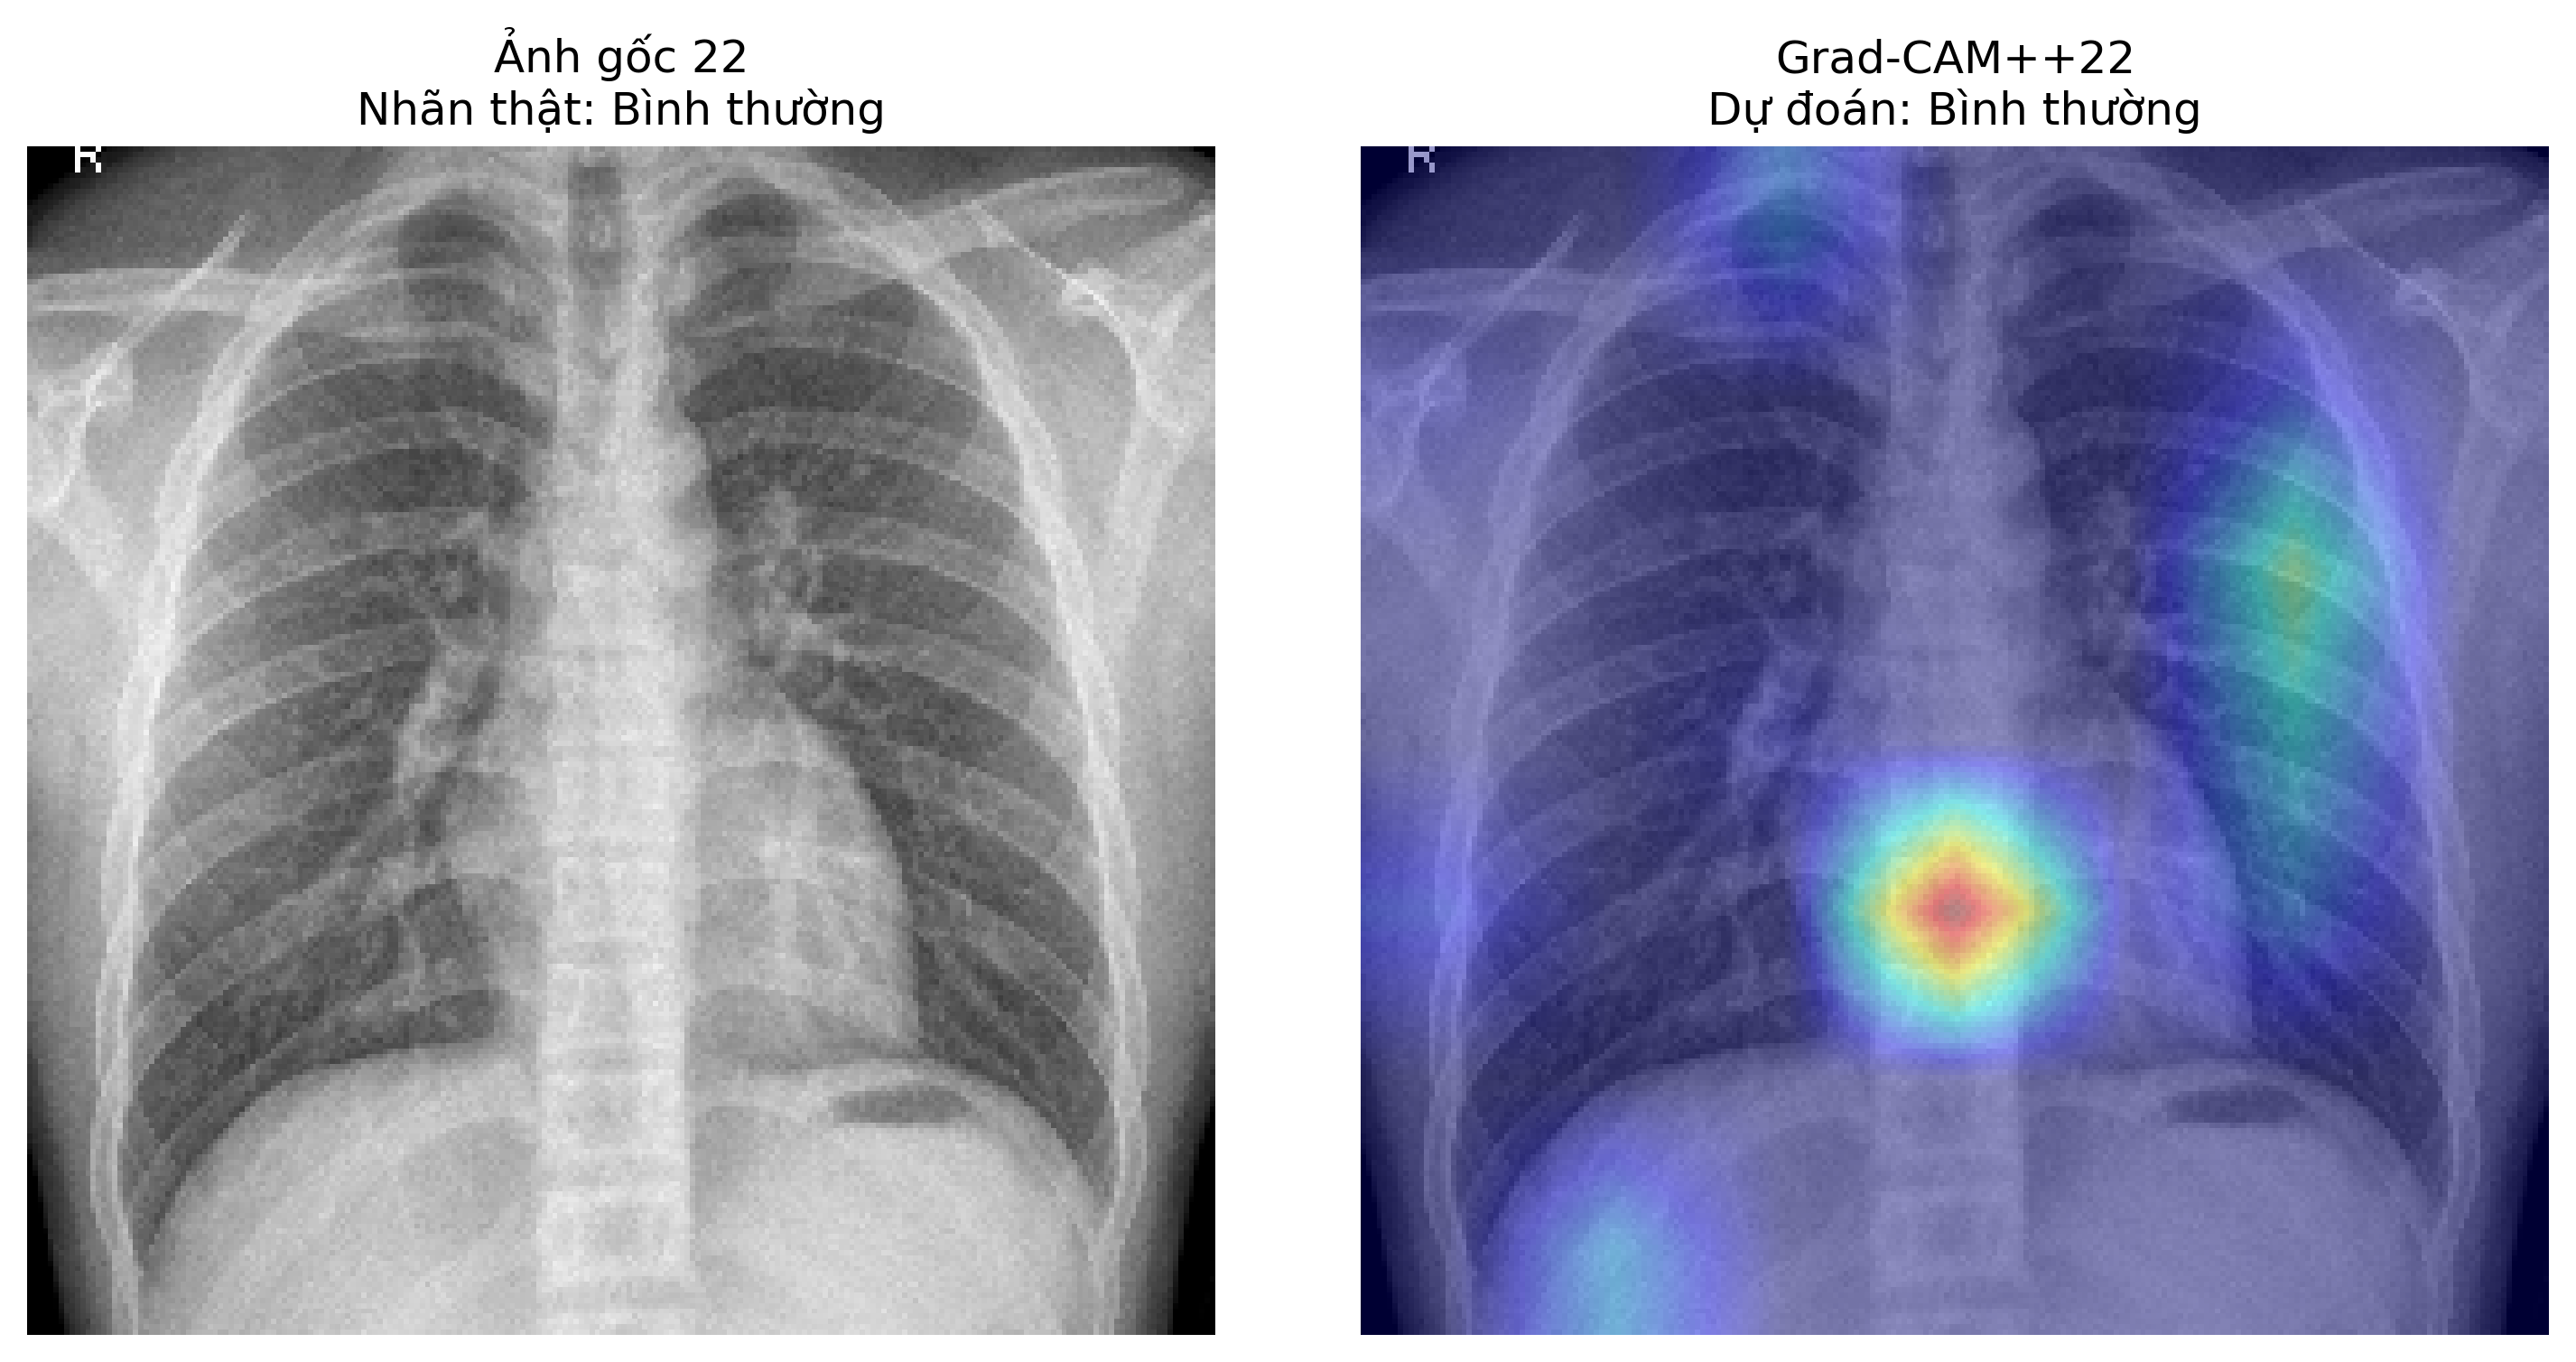 Ảnh gốc 22
Nhãn thật: Bình thường
R
Grad-CAM++22
Dự đoán: Bình thường
R